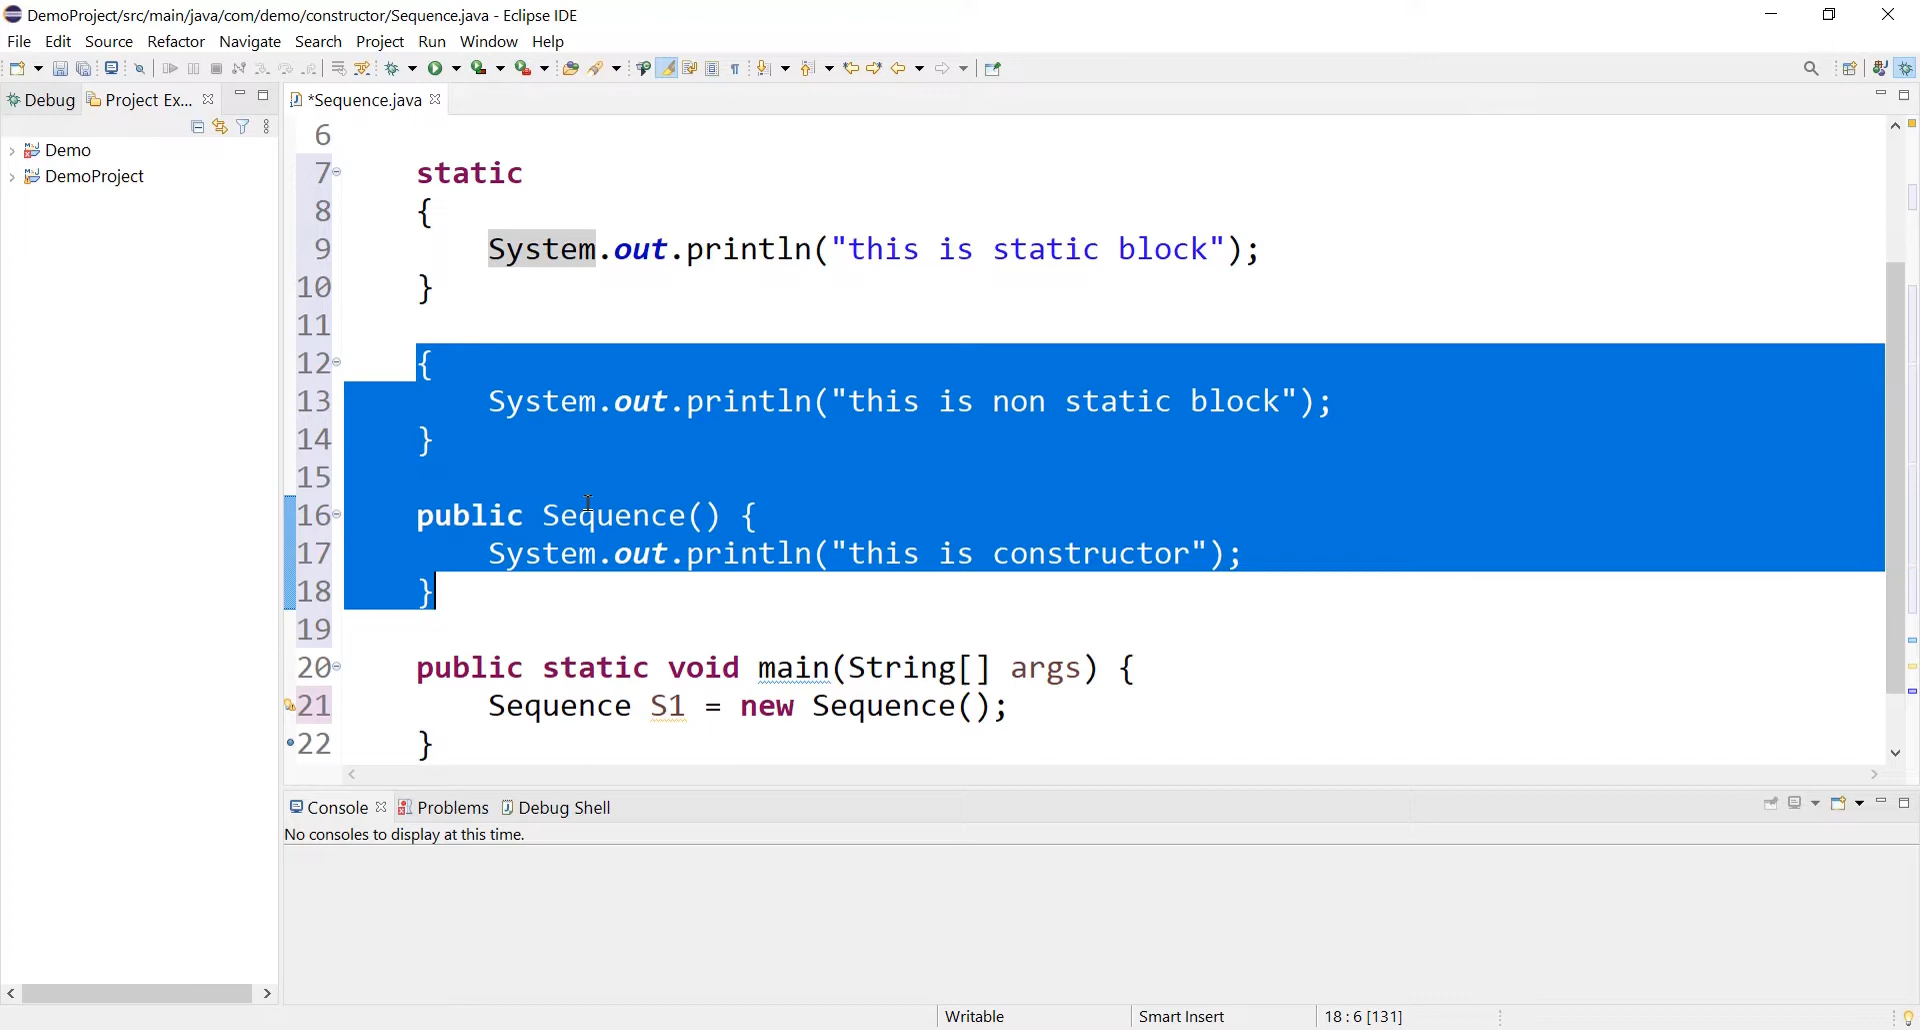 DemoProject/src/main/java/com/demo/constructor/Sequence.java - Eclipse IDE
File Edit Source Refactor Navigate Search Project Run Window Help
Debug Project Ex... *Sequence.java
Demo
DemoProject
6
7 static
8 {
9 System.out.println("this is static block");
10 }
11
12 {
13 System.out.println("this is non static block");
14 }
15
16 public Sequence() {
17 System.out.println("this is constructor");
18 }
19
20 public static void main(String[] args) {
21 Sequence S1 = new Sequence();
22 }
Console Problems Debug Shell
No consoles to display at this time.
Writable Smart Insert 18 : 6 [131]